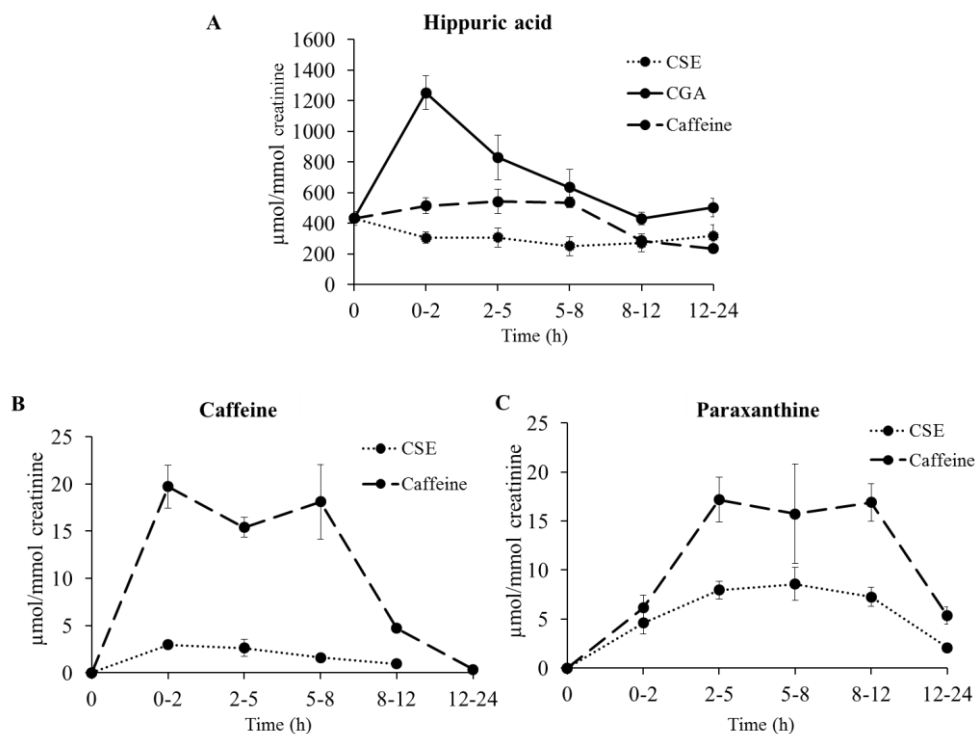 A
Hippuric acid
1600
1400
1200
1000
800
600
400
200
0
µmol/mmol creatinine
CSE
CGA
Caffeine
0 0-2 2-5 5-8 8-12 12-24
Time (h)
B
Caffeine
25
20
15
10
5
0
µmol/mmol creatinine
CSE
Caffeine
0 0-2 2-5 5-8 8-12 12-24
Time (h)
C
Paraxanthine
25
20
15
10
5
0
µmol/mmol creatinine
CSE
Caffeine
0 0-2 2-5 5-8 8-12 12-24
Time (h)